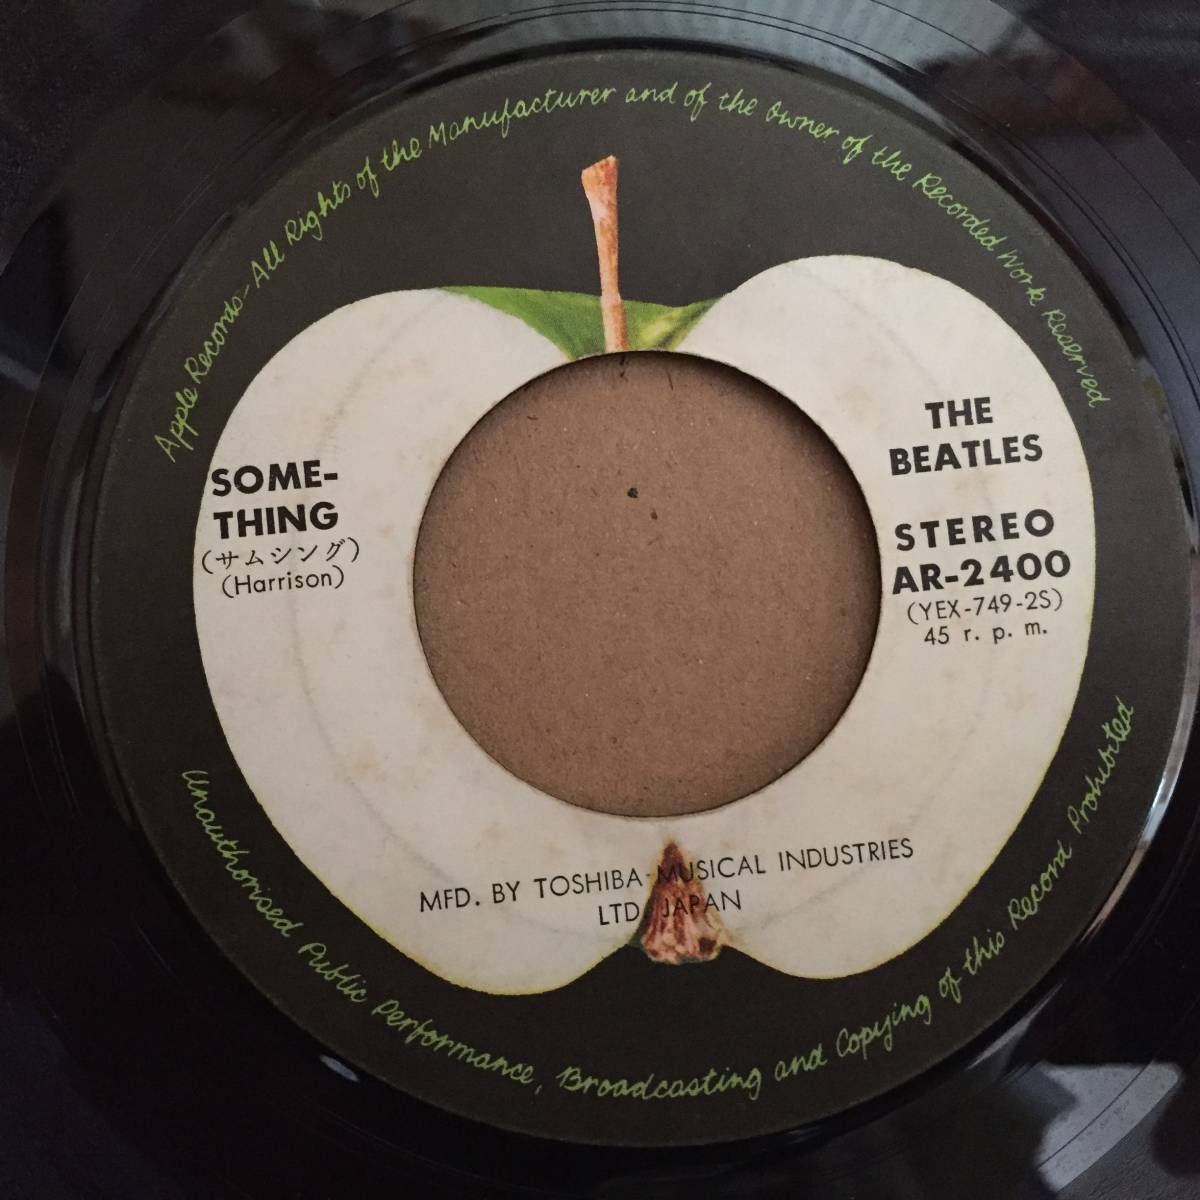 Apple Records-All Rights of the Manufacturer and of the Owner of the Recorded Work Reserved
SOME-
THING
(サムシング)
(Harrison)
THE
BEATLES
STEREO
AR-2400
(YEX-749-2S)
45 r. p. m.
MFD. BY TOSHIBA MUSICAL INDUSTRIES
LTD. JAPAN
Unauthorised Public Performance, Broadcasting and Copying of this Record Prohibited